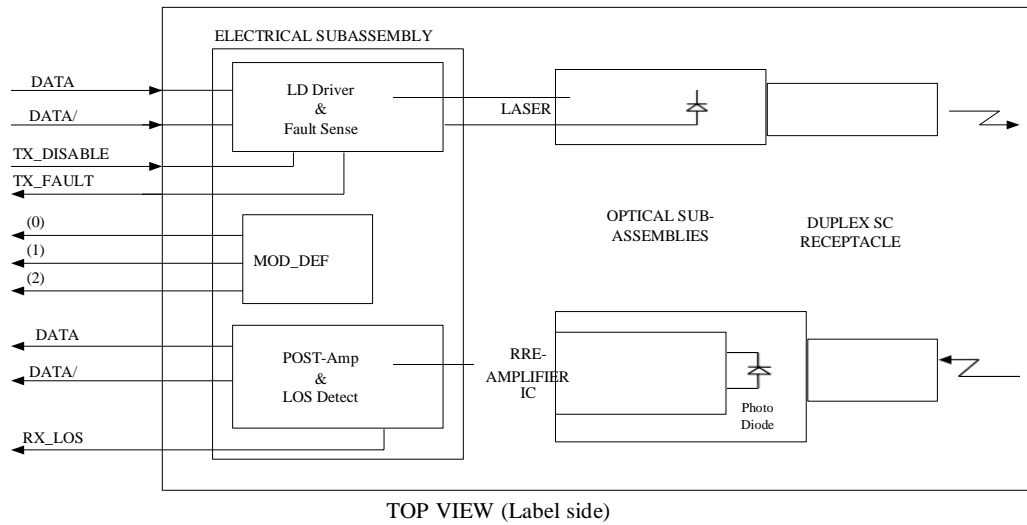 ELECTRICAL SUBASSEMBLY
DATA
DATA/
TX_DISABLE
TX_FAULT
LD Driver
&
Fault Sense
LASER
(0)
(1)
(2)
MOD_DEF
OPTICAL SUB-
ASSEMBLIES
DUPLEX SC
RECEPTACLE
DATA
DATA/
RX_LOS
POST-Amp
&
LOS Detect
RRE-
AMPLIFIER
IC
Photo
Diode
TOP VIEW (Label side)